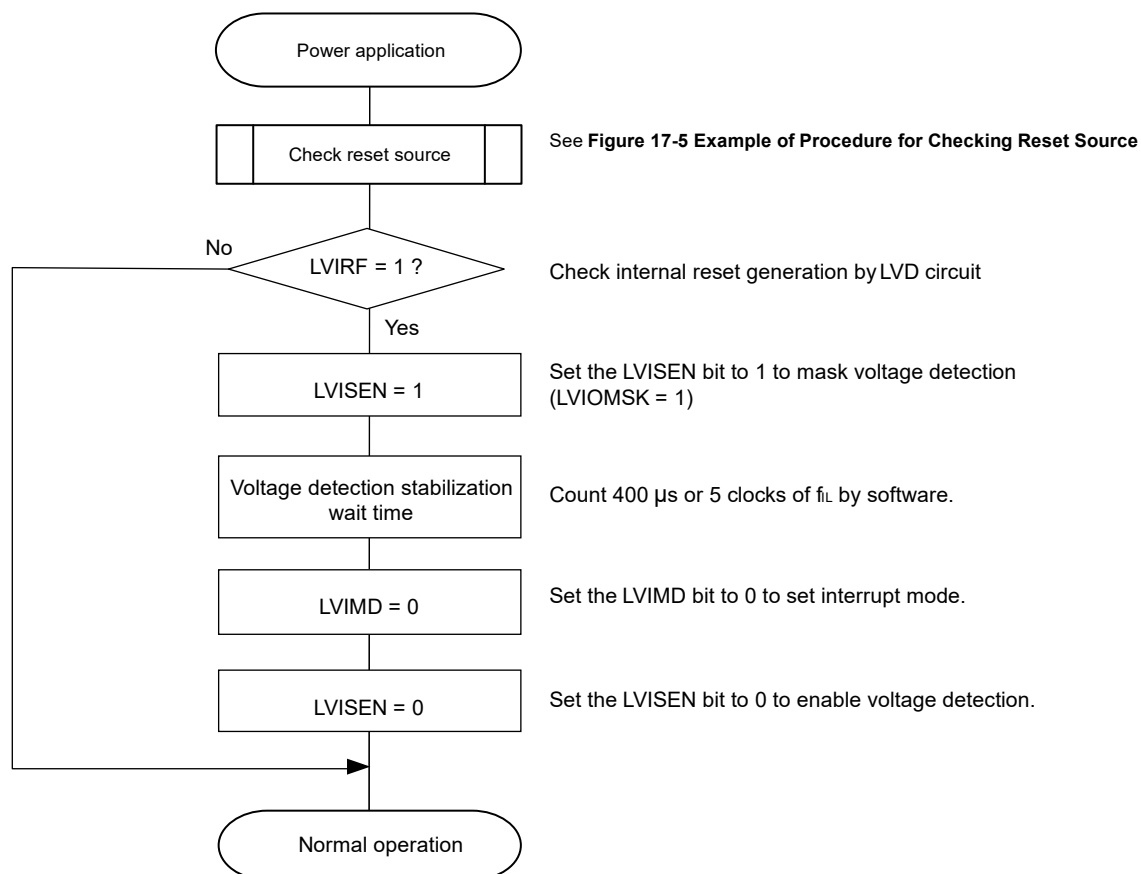 Power application
Check reset source
See Figure 17-5 Example of Procedure for Checking Reset Source
No
LVIRF = 1 ?
Check internal reset generation by LVD circuit
Yes
LVISEN = 1
Set the LVISEN bit to 1 to mask voltage detection
(LVIOMSK = 1)
Voltage detection stabilization
wait time
Count 400 µs or 5 clocks of fIL by software.
LVIMD = 0
Set the LVIMD bit to 0 to set interrupt mode.
LVISEN = 0
Set the LVISEN bit to 0 to enable voltage detection.
Normal operation